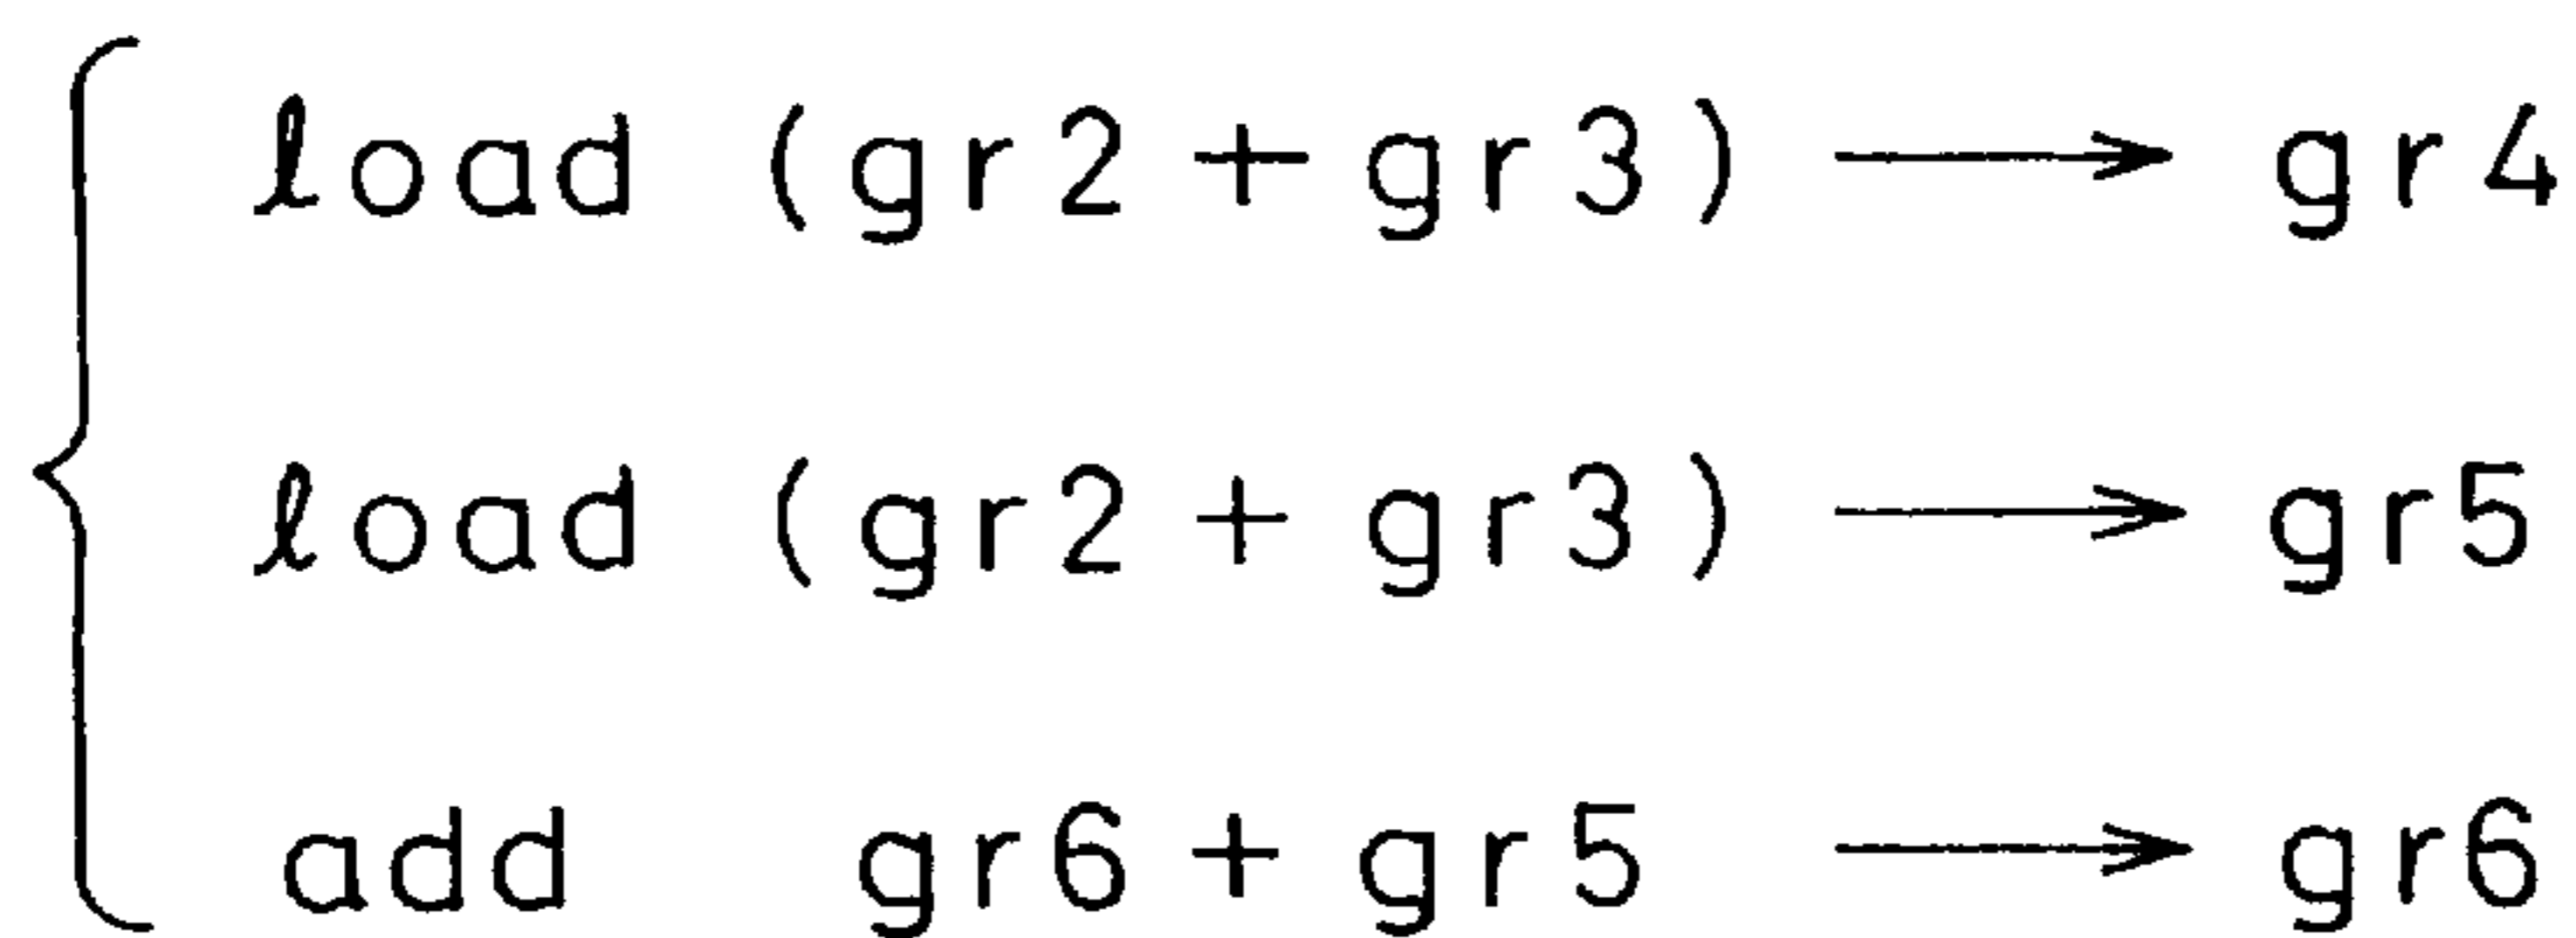 load (gr2+gr3) ⟶ gr4
load (gr2+gr3) ⟶ gr5
add gr6+gr5 ⟶ gr6